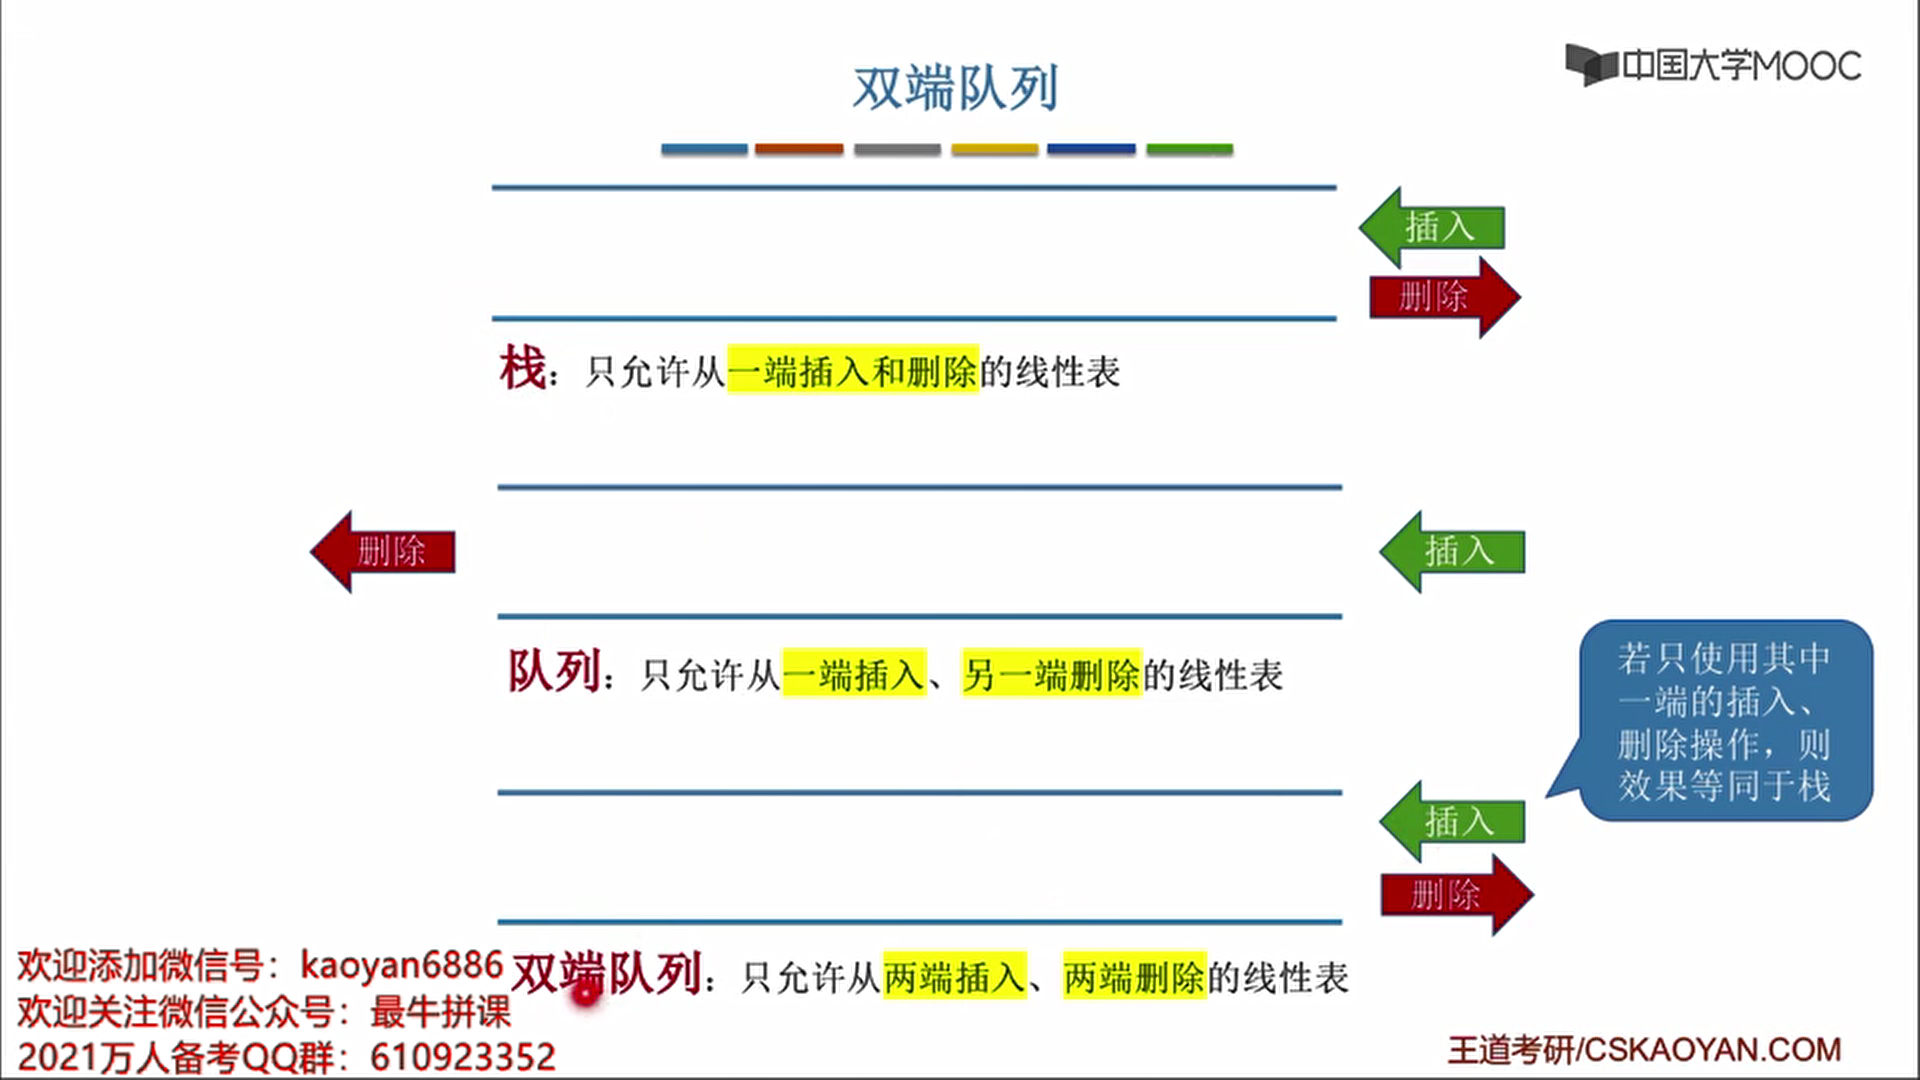 双端队列
中国大学MOOC
插入
删除
栈：只允许从一端插入和删除的线性表
删除
插入
队列：只允许从一端插入、另一端删除的线性表
若只使用其中
一端的插入、
删除操作，则
效果等同于栈
插入
删除
双端队列：只允许从两端插入、两端删除的线性表
欢迎添加微信号：kaoyan6886
欢迎关注微信公众号：最牛拼课
2021万人备考QQ群：610923352
王道考研/CSKAOYAN.COM